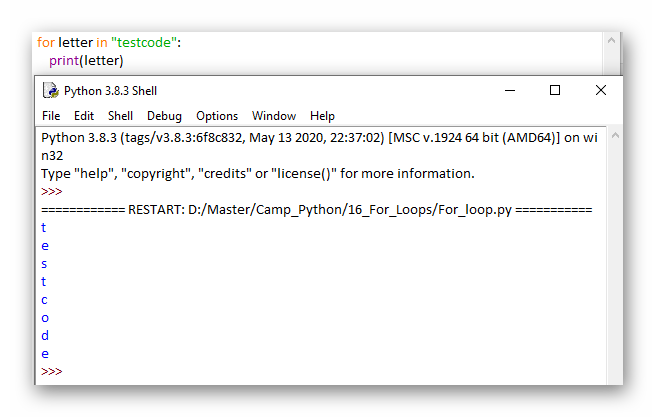 for letter in "testcode":
print(letter)
Python 3.8.3 Shell
File Edit Shell Debug Options Window Help
Python 3.8.3 (tags/v3.8.3:6f8c832, May 13 2020, 22:37:02) [MSC v.1924 64 bit (AMD64)] on wi
n32
Type "help", "copyright", "credits" or "license()" for more information.
>>>
============ RESTART: D:/Master/Camp_Python/16_For_Loops/For_loop.py ===========
t
e
s
t
c
o
d
e
>>>